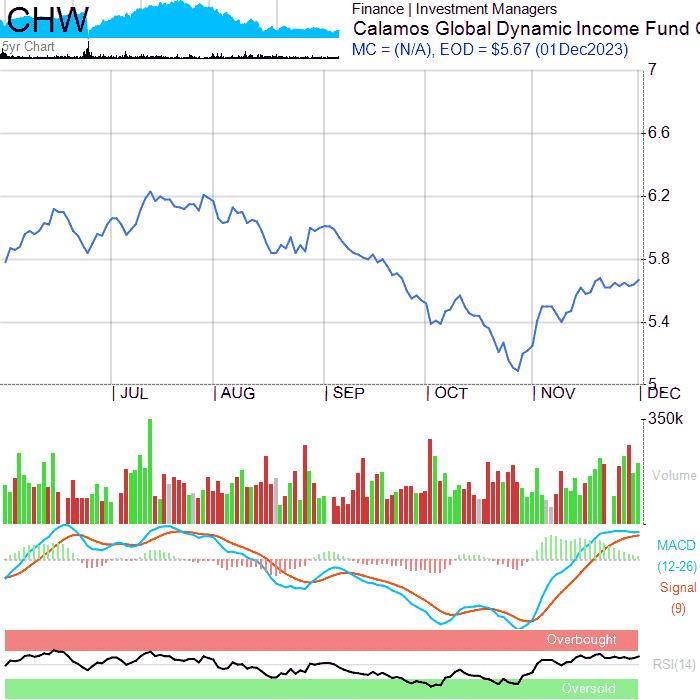 CHW
5yr Chart
Finance | Investment Managers
Calamos Global Dynamic Income Fund C
MC = (N/A), EOD = $5.67 (01Dec2023)
7
6.6
6.2
5.8
5.4
5
JUL AUG SEP OCT NOV DEC
350k
Volume
MACD
(12-26)
Signal
(9)
Overbought
RSI(14)
Oversold